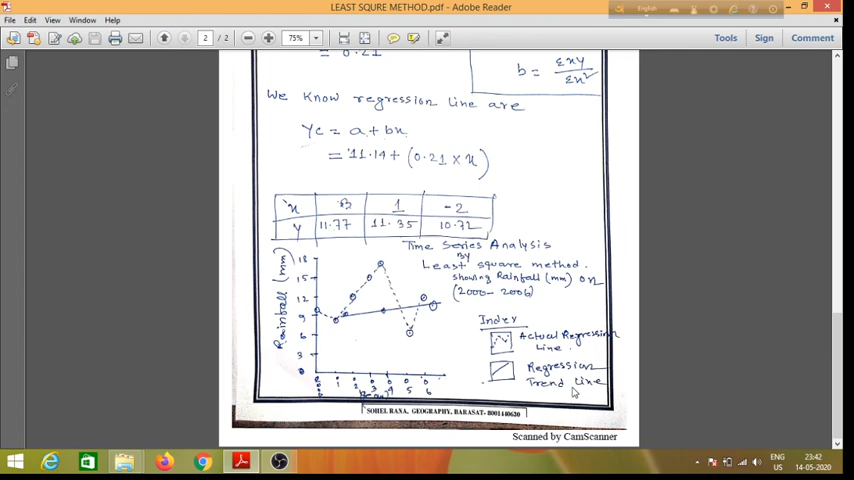 LEAST SQURE METHOD.pdf - Adobe Reader
English
File Edit View Window Help
2 / 2 75% Tools Sign Comment
= 0.21
b = Σxy / Σx²
We Know regression Line are
Yc = a + bx
= 11.14 + (0.21 × x)
x 3 1 -2
Y 11.77 11.35 10.72
Time Series Analysis
By
Least square method.
showing Rainfall (mm) on
(2000-2006)
Rainfall (mm)
18
15
12
9
6
3
0
Index
Actual Regression
Line.
Regression
Trend Line
SOHEL RANA, GEOGRAPHY, BARASAT- 8001440630
Scanned by CamScanner
ENG 23:42
US 14-05-2020